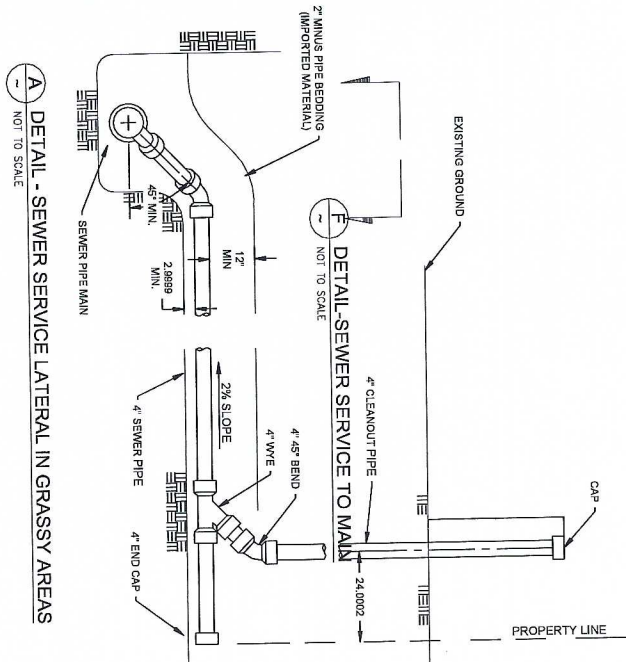 2" MINUS PIPE BEDDING
(IMPORTED MATERIAL)
EXISTING GROUND
CAP
PROPERTY LINE
F
~
DETAIL-SEWER SERVICE TO MAIN
NOT TO SCALE
4" CLEANOUT PIPE
24.0002
45° MIN.
12"
MIN
2.9999
MIN.
2% SLOPE
4" WYE
4" 45° BEND
SEWER PIPE MAIN
4" SEWER PIPE
4" END CAP
A
~
DETAIL - SEWER SERVICE LATERAL IN GRASSY AREAS
NOT TO SCALE